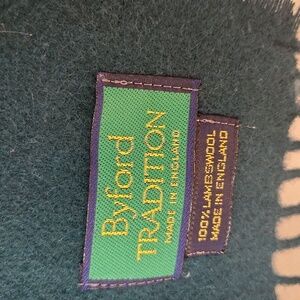 Byford
TRADITION
MADE IN ENGLAND
100% LAMBSWOOL
MADE IN ENGLAND